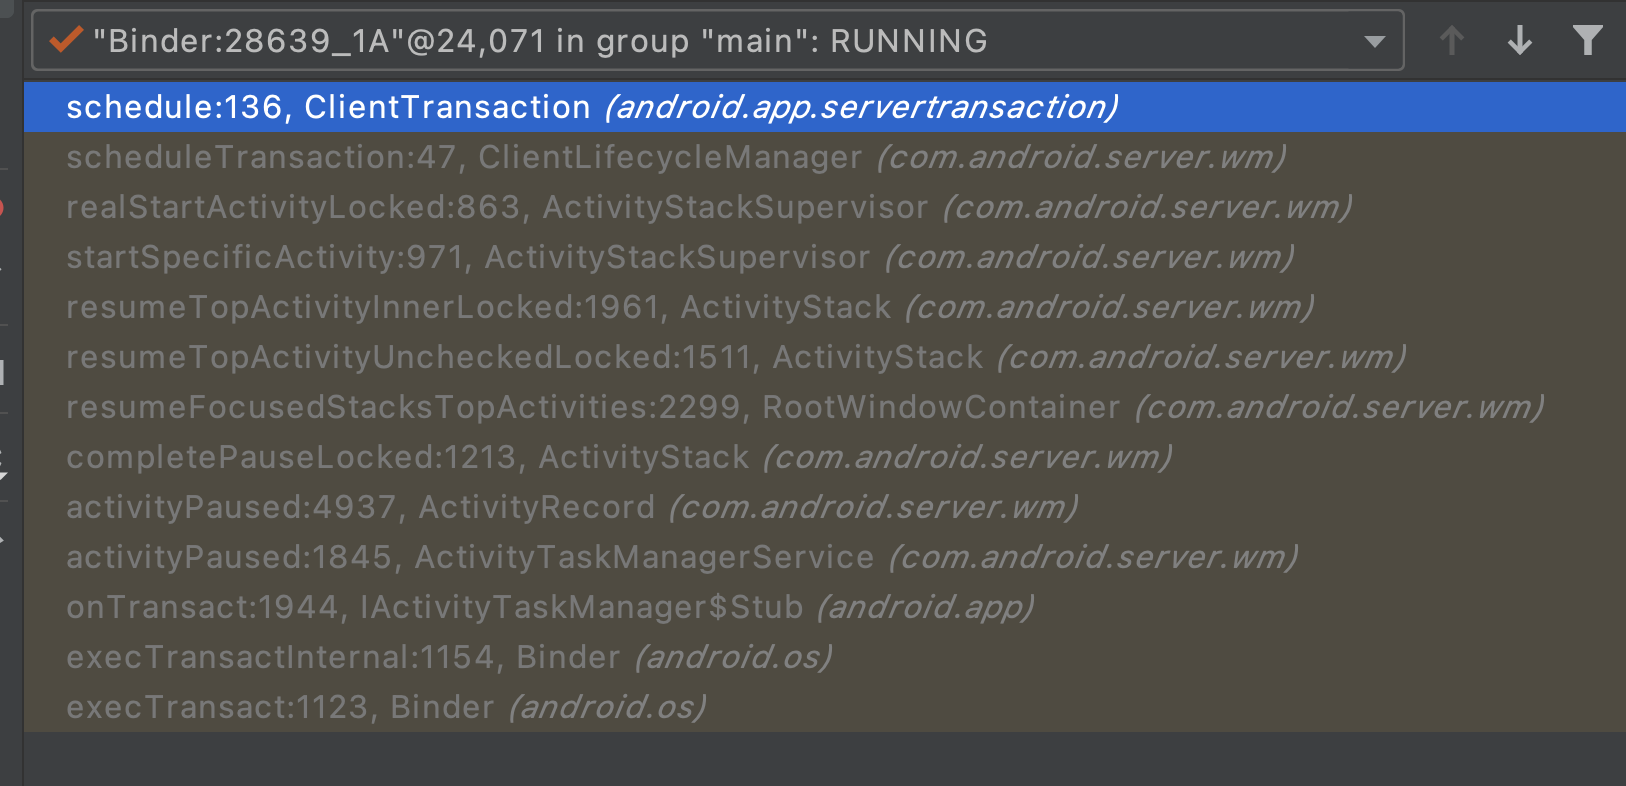 "Binder:28639_1A"@24,071 in group "main": RUNNING
schedule:136, ClientTransaction (android.app.servertransaction)
scheduleTransaction:47, ClientLifecycleManager (com.android.server.wm)
realStartActivityLocked:863, ActivityStackSupervisor (com.android.server.wm)
startSpecificActivity:971, ActivityStackSupervisor (com.android.server.wm)
resumeTopActivityInnerLocked:1961, ActivityStack (com.android.server.wm)
resumeTopActivityUncheckedLocked:1511, ActivityStack (com.android.server.wm)
resumeFocusedStacksTopActivities:2299, RootWindowContainer (com.android.server.wm)
completePauseLocked:1213, ActivityStack (com.android.server.wm)
activityPaused:4937, ActivityRecord (com.android.server.wm)
activityPaused:1845, ActivityTaskManagerService (com.android.server.wm)
onTransact:1944, IActivityTaskManager$Stub (android.app)
execTransactInternal:1154, Binder (android.os)
execTransact:1123, Binder (android.os)